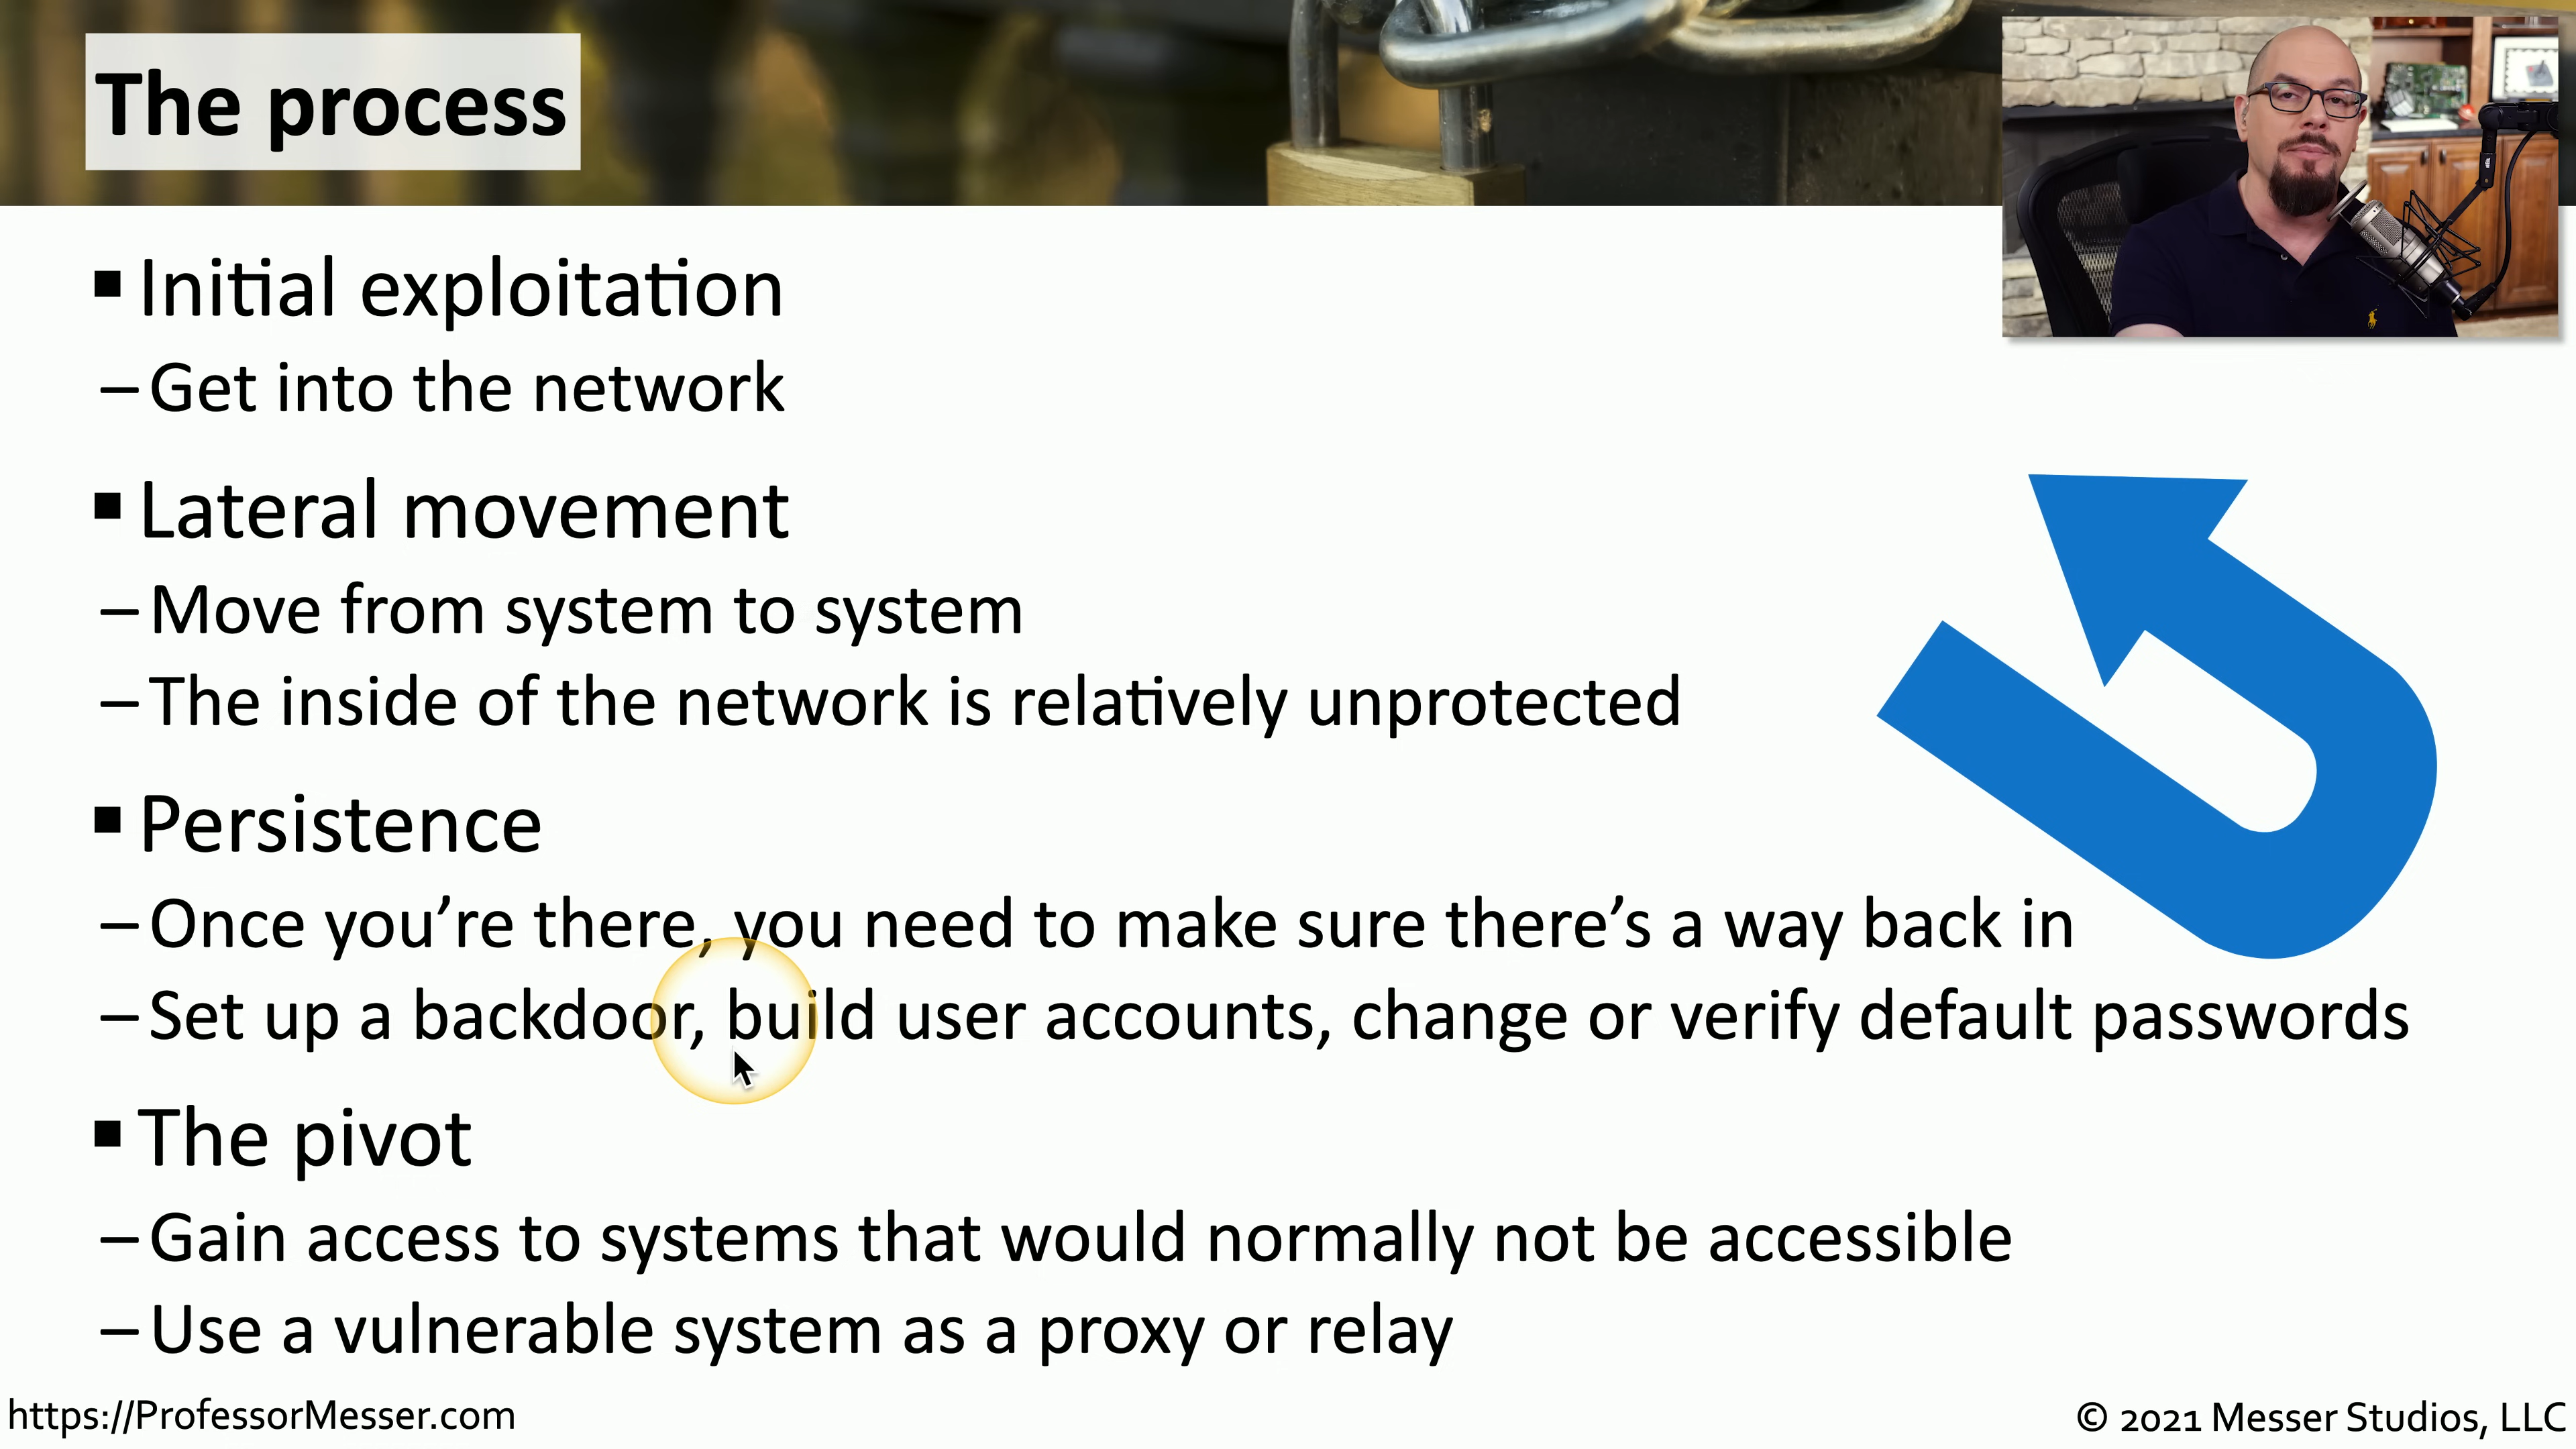 The process
▪ Initial exploitation
– Get into the network
▪ Lateral movement
– Move from system to system
– The inside of the network is relatively unprotected
▪ Persistence
– Once you’re there, you need to make sure there’s a way back in
– Set up a backdoor, build user accounts, change or verify default passwords
▪ The pivot
– Gain access to systems that would normally not be accessible
– Use a vulnerable system as a proxy or relay
https://ProfessorMesser.com
© 2021 Messer Studios, LLC